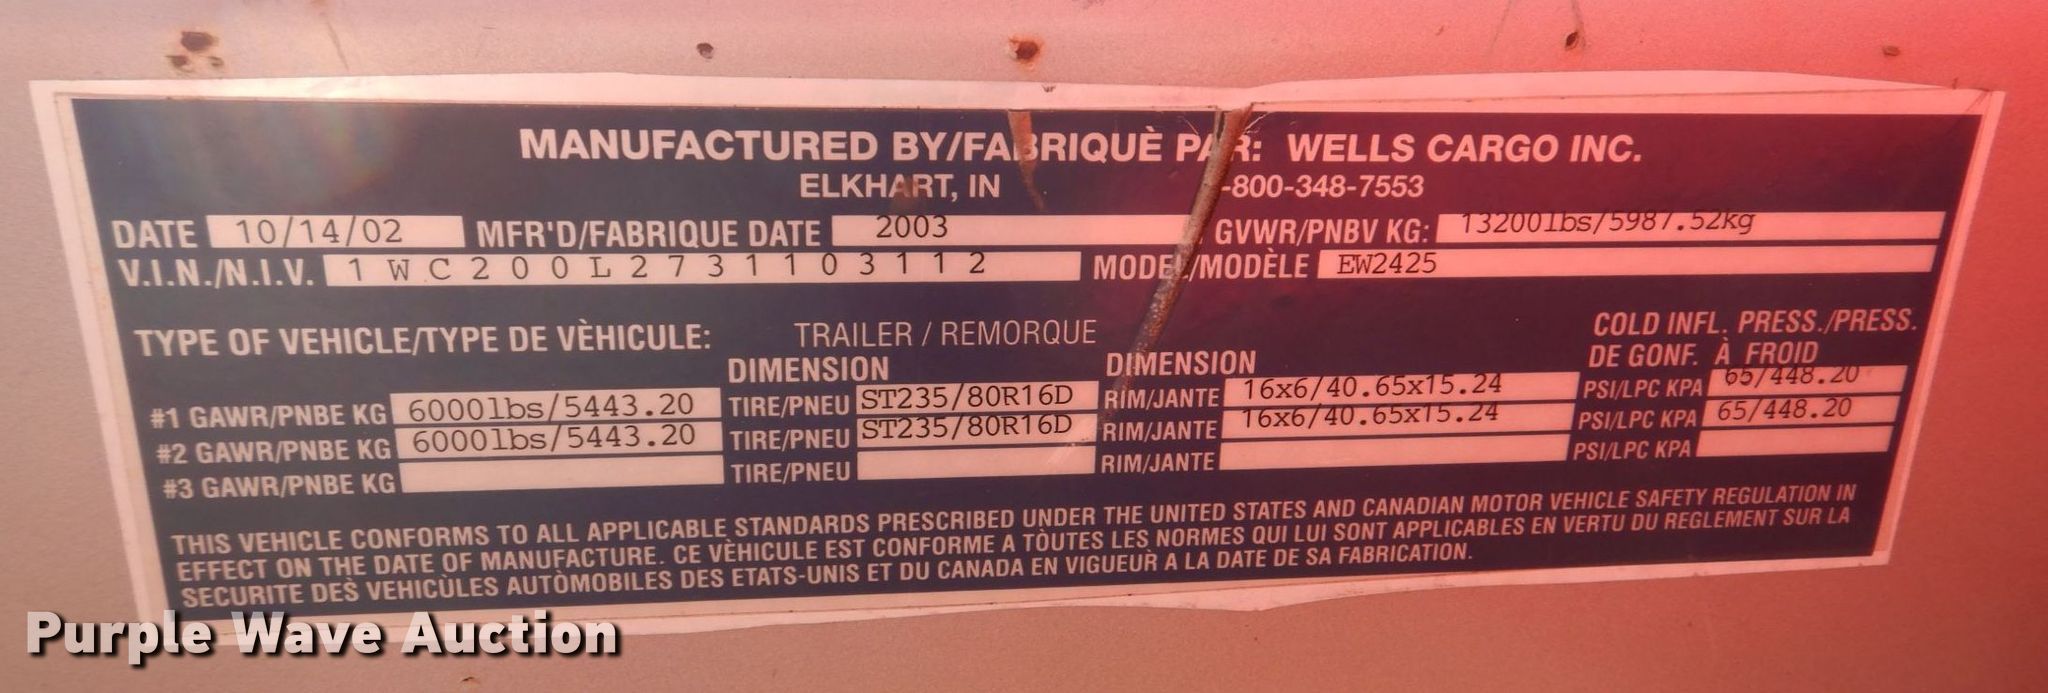 MANUFACTURED BY/FABRIQUÈ PAR: WELLS CARGO INC.
ELKHART, IN -800-348-7553
DATE 10/14/02 MFR'D/FABRIQUE DATE 2003 GVWR/PNBV KG: 13200lbs/5987.52kg
V.I.N./N.I.V. 1WC200L2731103112 MODEL/MODÈLE EW2425
TYPE OF VEHICLE/TYPE DE VÈHICULE: TRAILER / REMORQUE
COLD INFL. PRESS./PRESS.
DIMENSION DIMENSION DE GONF. À FROID
#1 GAWR/PNBE KG 6000lbs/5443.20 TIRE/PNEU ST235/80R16D RIM/JANTE 16x6/40.65x15.24 PSI/LPC KPA 65/448.20
#2 GAWR/PNBE KG 6000lbs/5443.20 TIRE/PNEU ST235/80R16D RIM/JANTE 16x6/40.65x15.24 PSI/LPC KPA 65/448.20
#3 GAWR/PNBE KG TIRE/PNEU RIM/JANTE PSI/LPC KPA
THIS VEHICLE CONFORMS TO ALL APPLICABLE STANDARDS PRESCRIBED UNDER THE UNITED STATES AND CANADIAN MOTOR VEHICLE SAFETY REGULATION IN
EFFECT ON THE DATE OF MANUFACTURE. CE VÈHICULE EST CONFORME A TÒUTES LES NORMES QUI LUI SONT APPLICABLES EN VERTU DU REGLEMENT SUR LA
SECURITE DES VEHICÙLES AUTÒMOBILES DES ETATS-UNIS ET DU CANADA EN VIGUEUR A LA DATE DE SA FABRICATION.
Purple Wave Auction